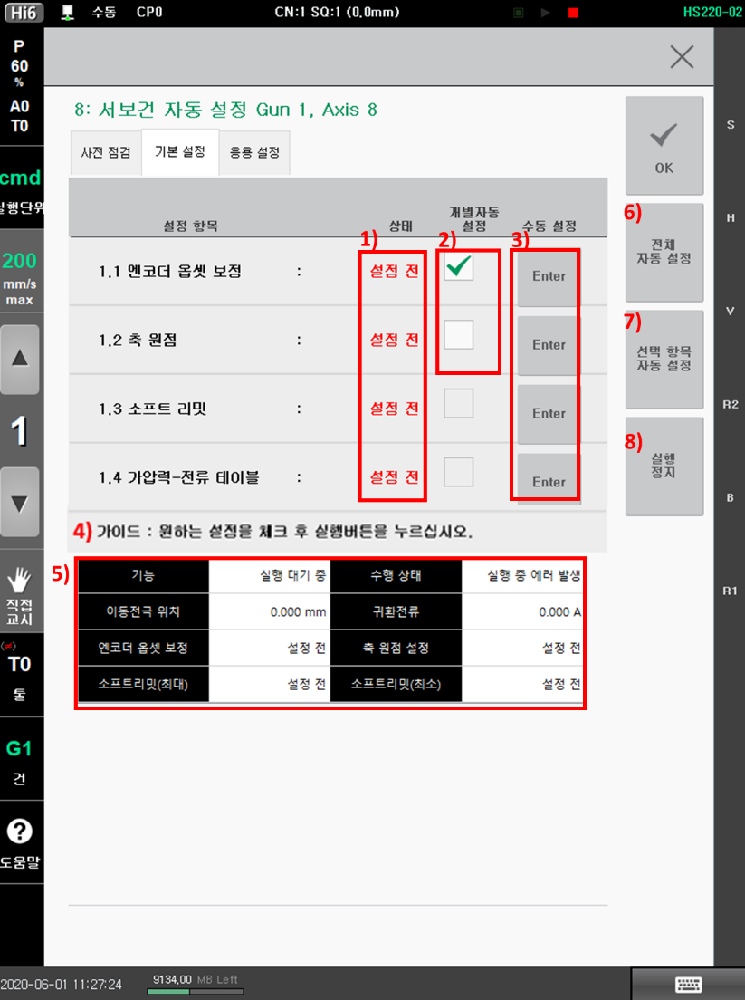 Hi6 수동 CP0 CN:1 SQ:1 (0,0mm) HS220-02
P
60
%
A0
T0
cmd
실행단위
200
mm/s
max
1
직접
교시
T0
툴
G1
건
?
도움말
8: 서보건 자동 설정 Gun 1, Axis 8
사전 점검 기본 설정 응용 설정
설정 항목 상태 개별자동 설정 수동 설정
1) 2) 3)
1.1 엔코더 옵셋 보정 : 설정 전 Enter
1.2 축 원점 : 설정 전 Enter
1.3 소프트 리밋 : 설정 전 Enter
1.4 가압력-전류 테이블 : 설정 전 Enter
4) 가이드 : 원하는 설정을 체크 후 실행버튼을 누르십시오.
5)
기능 실행 대기 중 수행 상태 실행 중 에러 발생
이동전극 위치 0.000 mm 귀환전류 0.000 A
엔코더 옵셋 보정 설정 전 축 원점 설정 설정 전
소프트리밋(최대) 설정 전 소프트리밋(최소) 설정 전
OK
6)
전체
자동 설정
7)
선택 항목
자동 설정
8)
실행
정지
S
H
V
R2
B
R1
2020-06-01 11:27:24 9134,00 MB Left